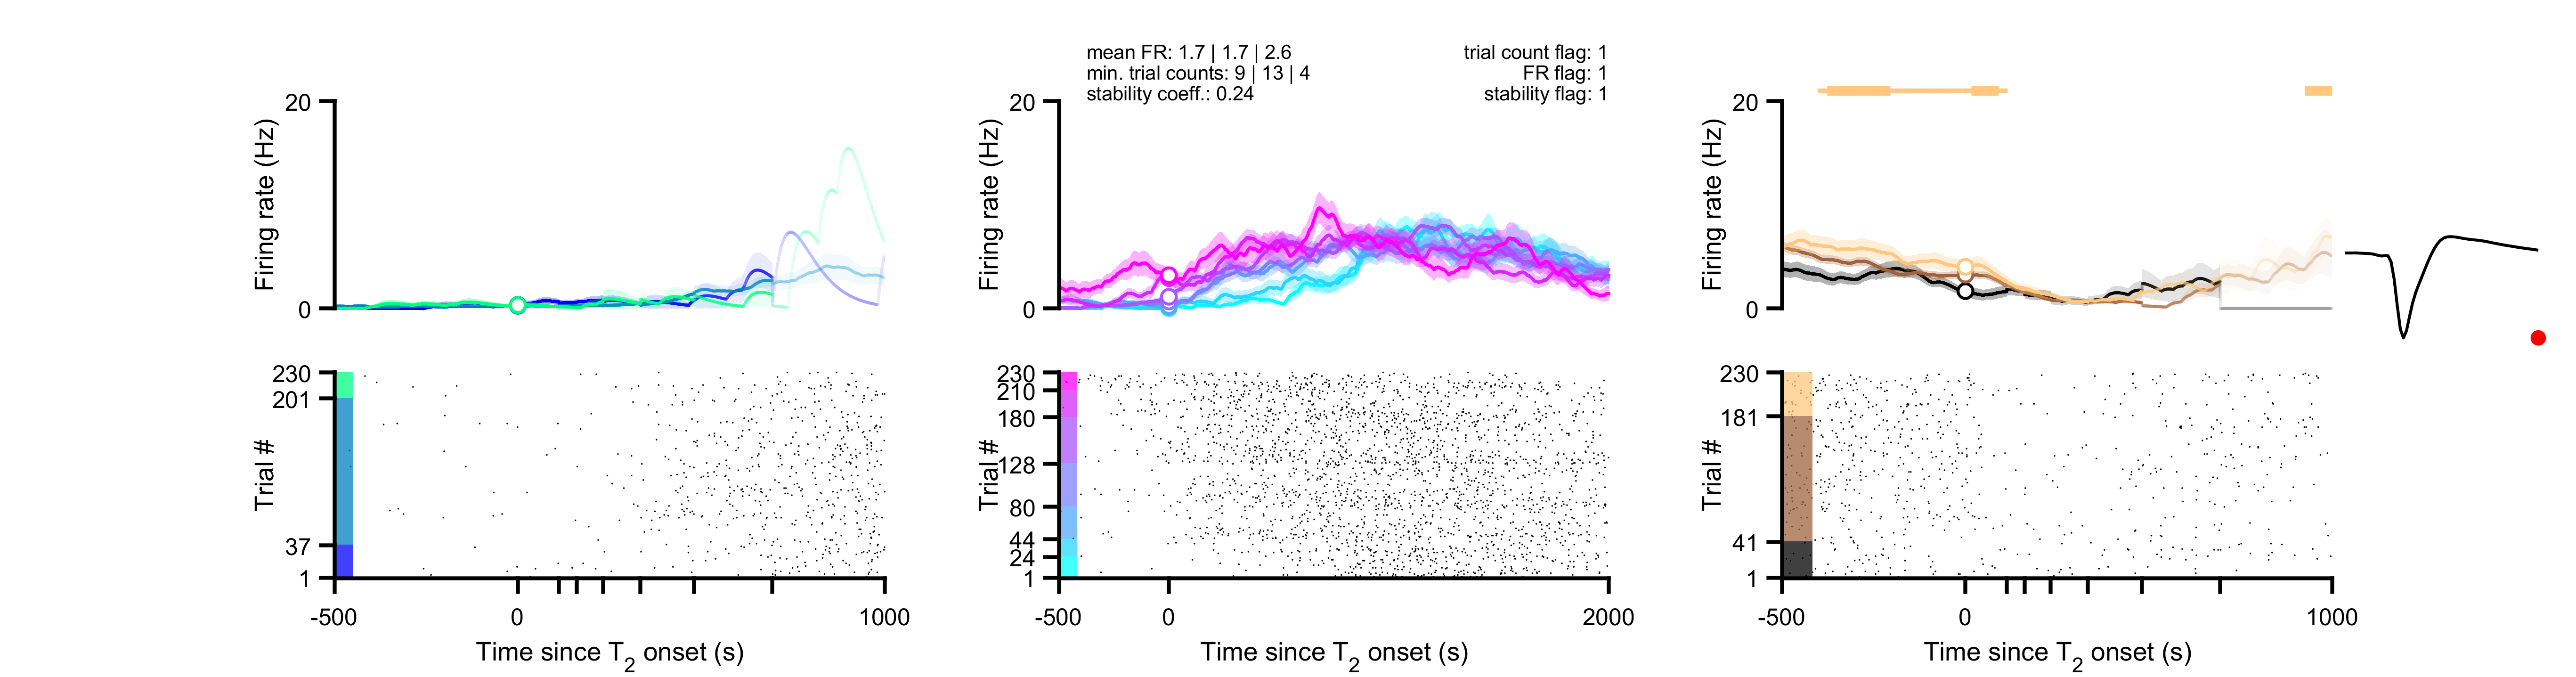 mean FR: 1.7 | 1.7 | 2.6
min. trial counts: 9 | 13 | 4
stability coeff.: 0.24
trial count flag: 1
FR flag: 1
stability flag: 1
20
0
Firing rate (Hz)
230
201
37
1
Trial #
-500
0
1000
Time since T2 onset (s)
20
0
Firing rate (Hz)
230
210
180
128
80
44
24
1
Trial #
-500
0
2000
Time since T2 onset (s)
20
0
Firing rate (Hz)
230
181
41
1
Trial #
-500
0
1000
Time since T2 onset (s)